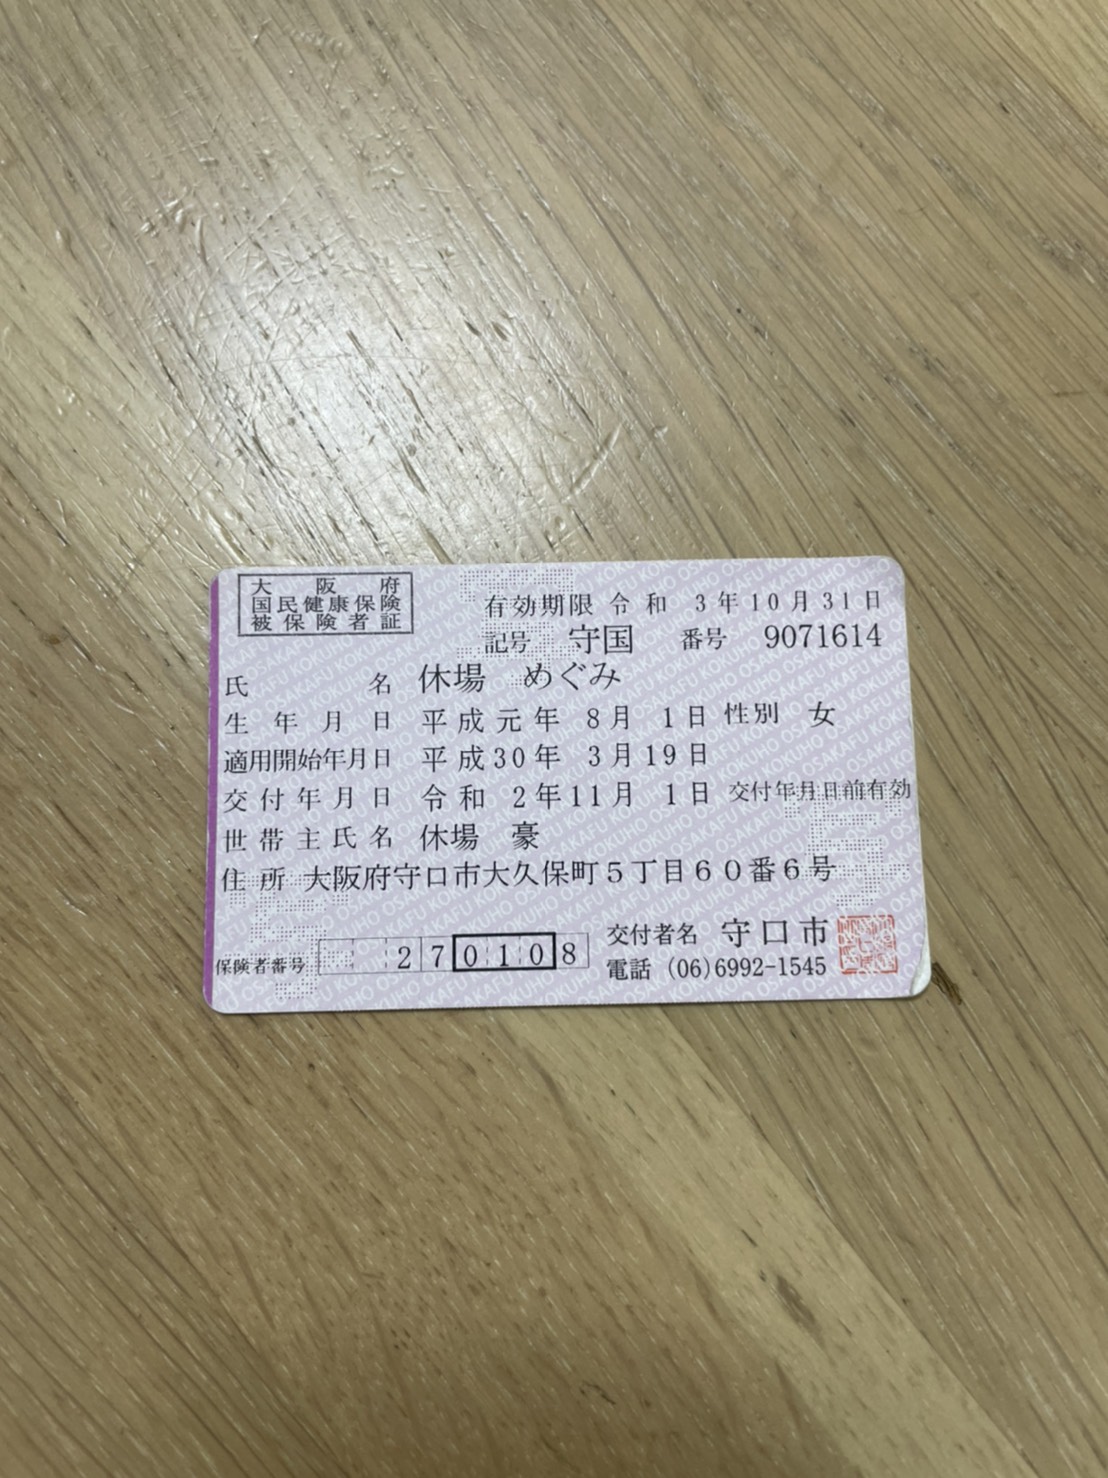 大阪府
国民健康保険
被保険者証
有効期限 令和 3年10月31日
記号 守国 番号 9071614
氏名 休場 めぐみ
生年月日 平成元年 8月 1日 性別 女
適用開始年月日 平成30年 3月19日
交付年月日 令和 2年11月 1日 交付年月日前有効
世帯主氏名 休場 豪
住所 大阪府守口市大久保町5丁目60番6号
保険者番号 270108
交付者名 守口市
電話 (06)6992-1545